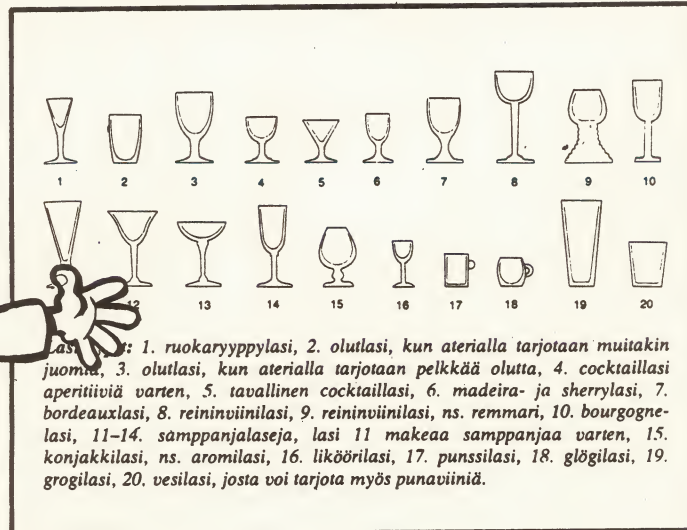 1 2 3 4 5 6 7 8 9 10
12 13 14 15 16 17 18 19 20
1. ruokaryyppylasi, 2. olutlasi, kun aterialla tarjotaan muitakin
juomia, 3. olutlasi, kun aterialla tarjotaan pelkkää olutta, 4. cocktaillasi
aperitiiviä varten, 5. tavallinen cocktaillasi, 6. madeira- ja sherrylasi, 7.
bordeauxlasi, 8. reininviinilasi, 9. reininviinilasi, ns. remmari, 10. bourgogne-
lasi, 11-14. samppanjalaseja, lasi 11 makeaa samppanjaa varten, 15.
konjakkilasi, ns. aromilasi, 16. liköörilasi, 17. punssilasi, 18. glögilasi, 19.
grogilasi, 20. vesilasi, josta voi tarjota myös punaviiniä.